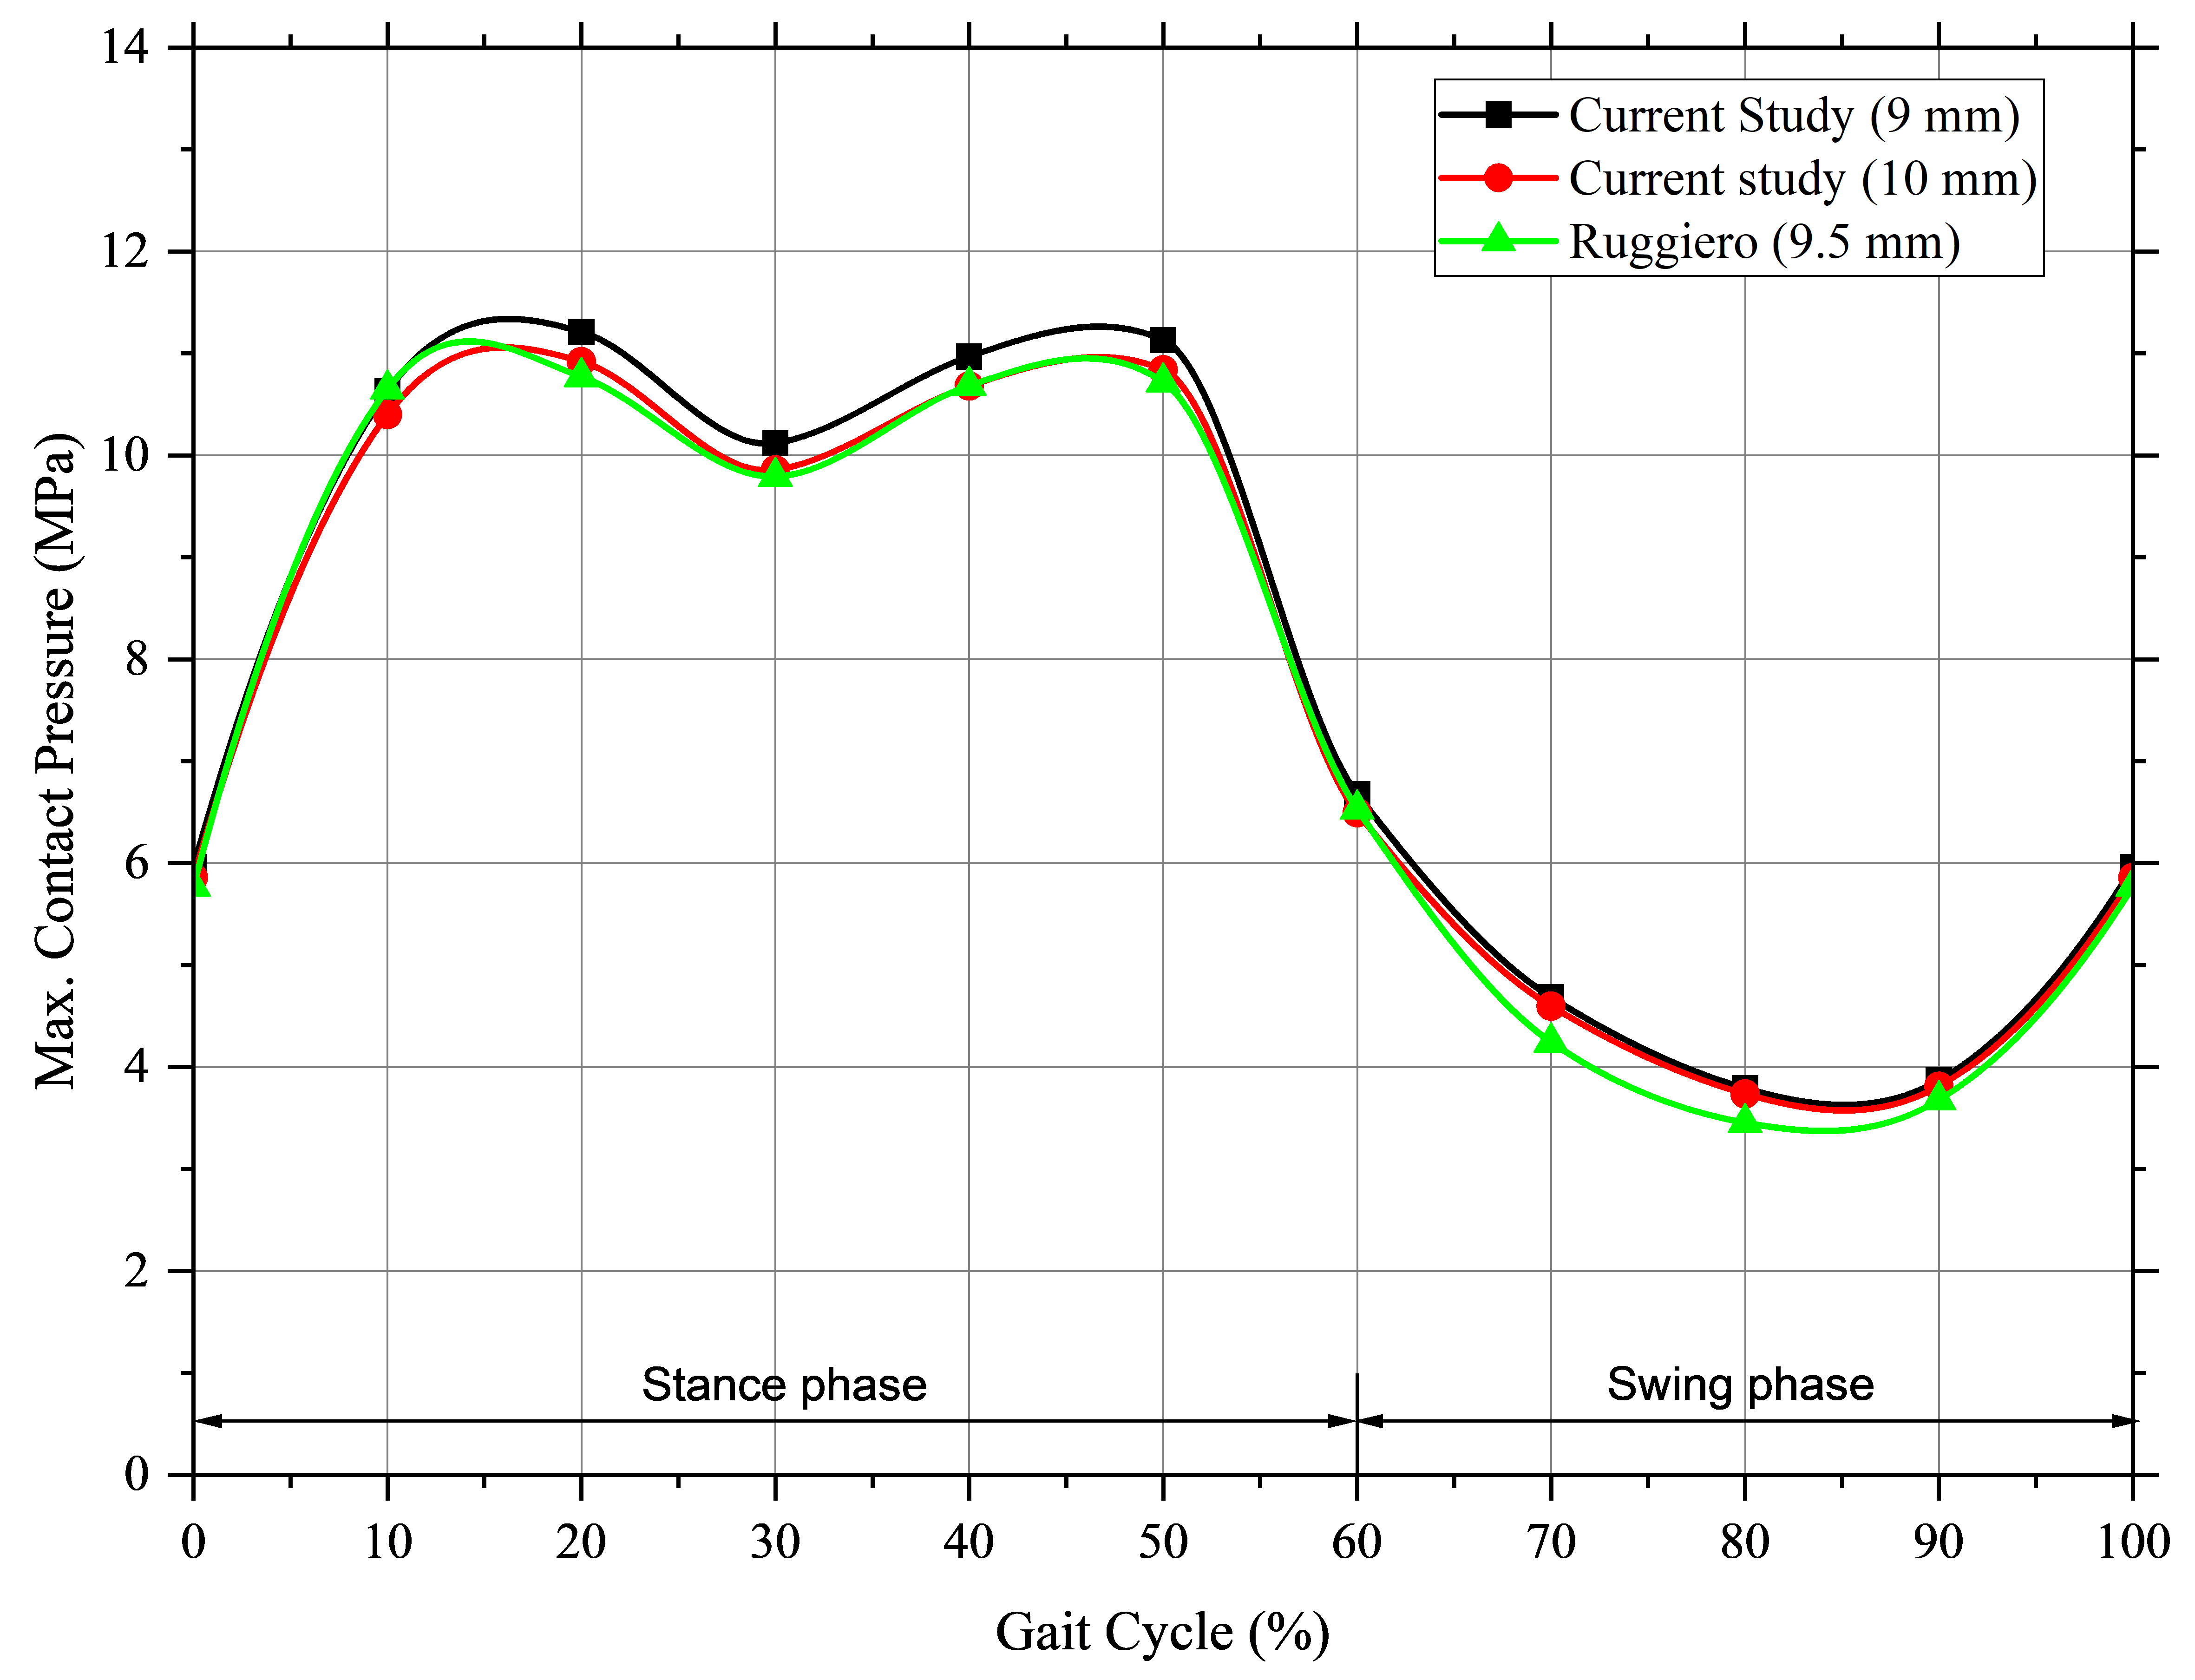 14
12
10
8
6
4
2
0
Max. Contact Pressure (MPa)
Current Study (9 mm)
Current study (10 mm)
Ruggiero (9.5 mm)
Stance phase
Swing phase
0 10 20 30 40 50 60 70 80 90 100
Gait Cycle (%)